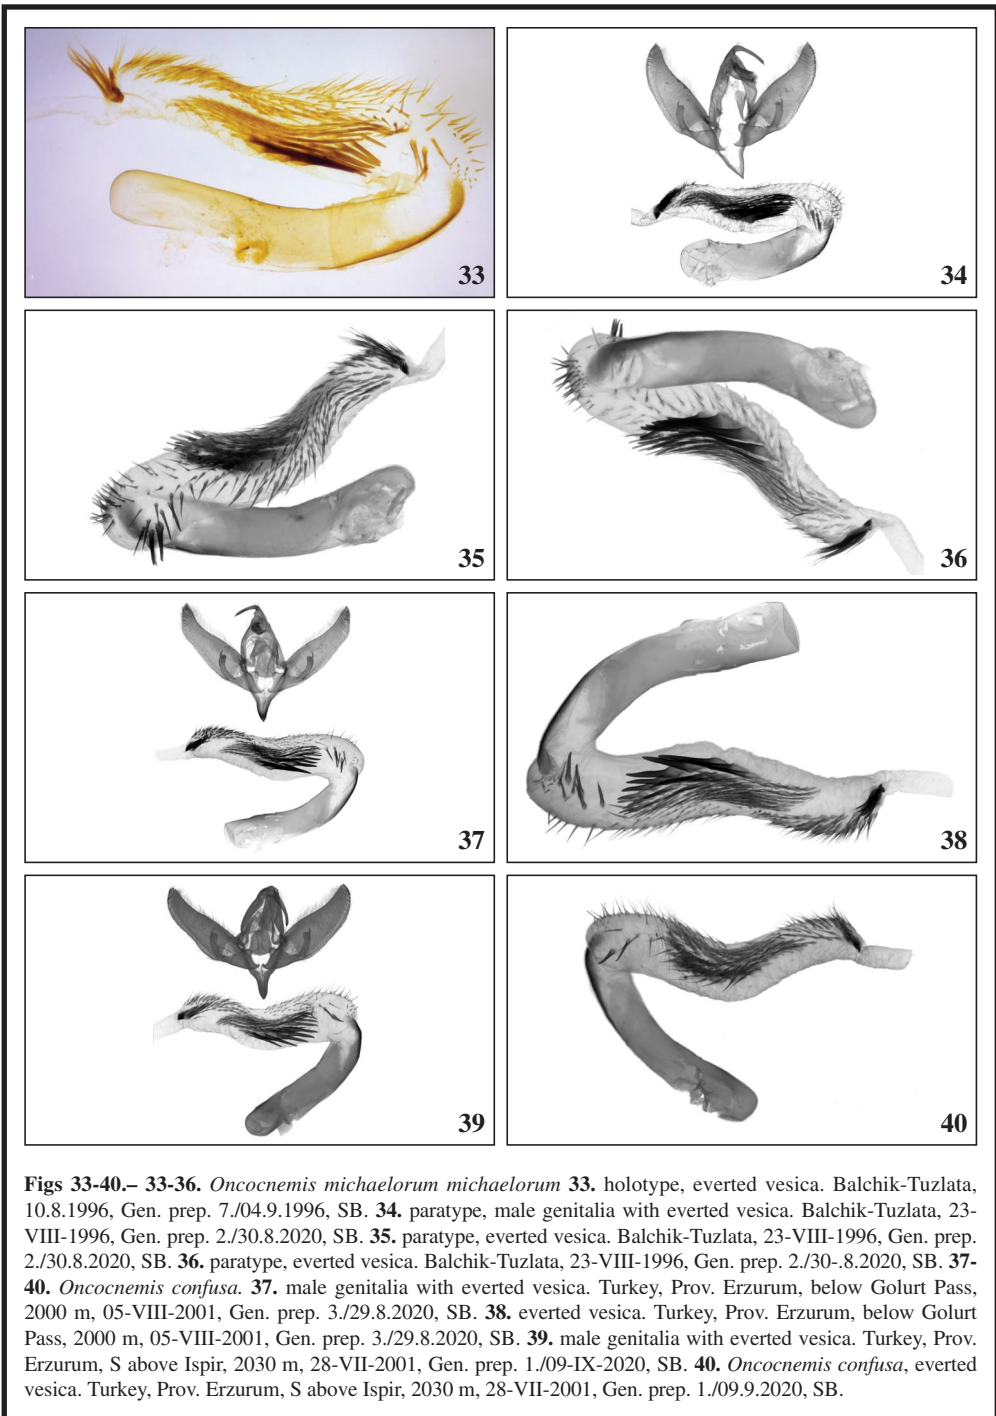 33
34
35
36
37
38
39
40
Figs 33-40.– 33-36. Oncocnemis michaelorum michaelorum 33. holotype, everted vesica. Balchik-Tuzlata,
10.8.1996, Gen. prep. 7./04.9.1996, SB. 34. paratype, male genitalia with everted vesica. Balchik-Tuzlata, 23-
VIII-1996, Gen. prep. 2./30.8.2020, SB. 35. paratype, everted vesica. Balchik-Tuzlata, 23-VIII-1996, Gen. prep.
2./30.8.2020, SB. 36. paratype, everted vesica. Balchik-Tuzlata, 23-VIII-1996, Gen. prep. 2./30-.8.2020, SB. 37-
40. Oncocnemis confusa. 37. male genitalia with everted vesica. Turkey, Prov. Erzurum, below Golurt Pass,
2000 m, 05-VIII-2001, Gen. prep. 3./29.8.2020, SB. 38. everted vesica. Turkey, Prov. Erzurum, below Golurt
Pass, 2000 m, 05-VIII-2001, Gen. prep. 3./29.8.2020, SB. 39. male genitalia with everted vesica. Turkey, Prov.
Erzurum, S above Ispir, 2030 m, 28-VII-2001, Gen. prep. 1./09-IX-2020, SB. 40. Oncocnemis confusa, everted
vesica. Turkey, Prov. Erzurum, S above Ispir, 2030 m, 28-VII-2001, Gen. prep. 1./09.9.2020, SB.